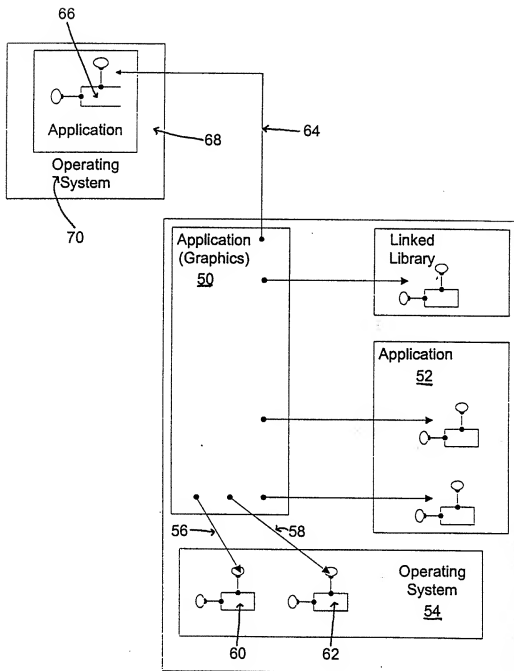 66
Application
68
64
Operating
System
70
Application
(Graphics)
50
Linked
Library
Application
52
56
58
Operating
System
54
60
62